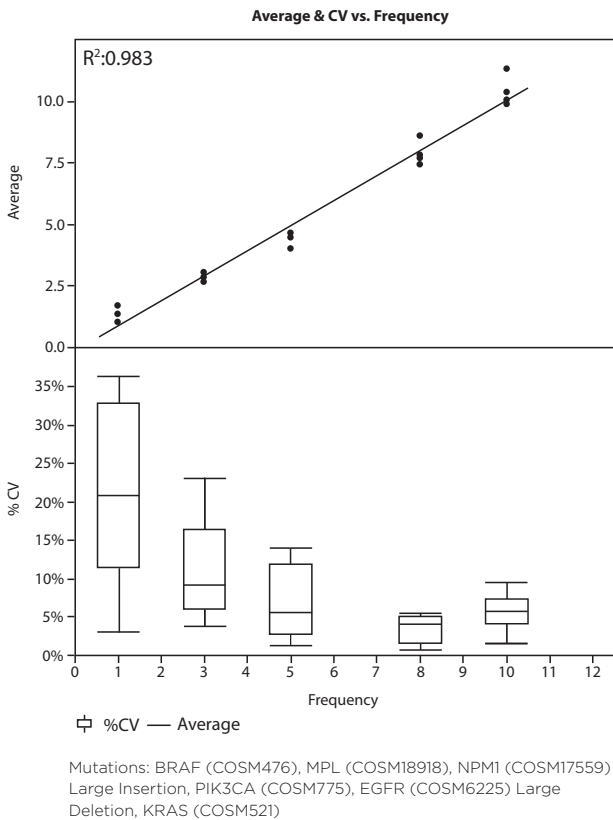 Average & CV vs. Frequency
R²:0.983
Average
10.0
7.5
5.0
2.5
0.0
% CV
35%
30%
25%
20%
15%
10%
5%
0%
0 1 2 3 4 5 6 7 8 9 10 11 12
Frequency
%CV — Average
Mutations: BRAF (COSM476), MPL (COSM18918), NPM1 (COSM17559)
Large Insertion, PIK3CA (COSM775), EGFR (COSM6225) Large
Deletion, KRAS (COSM521)